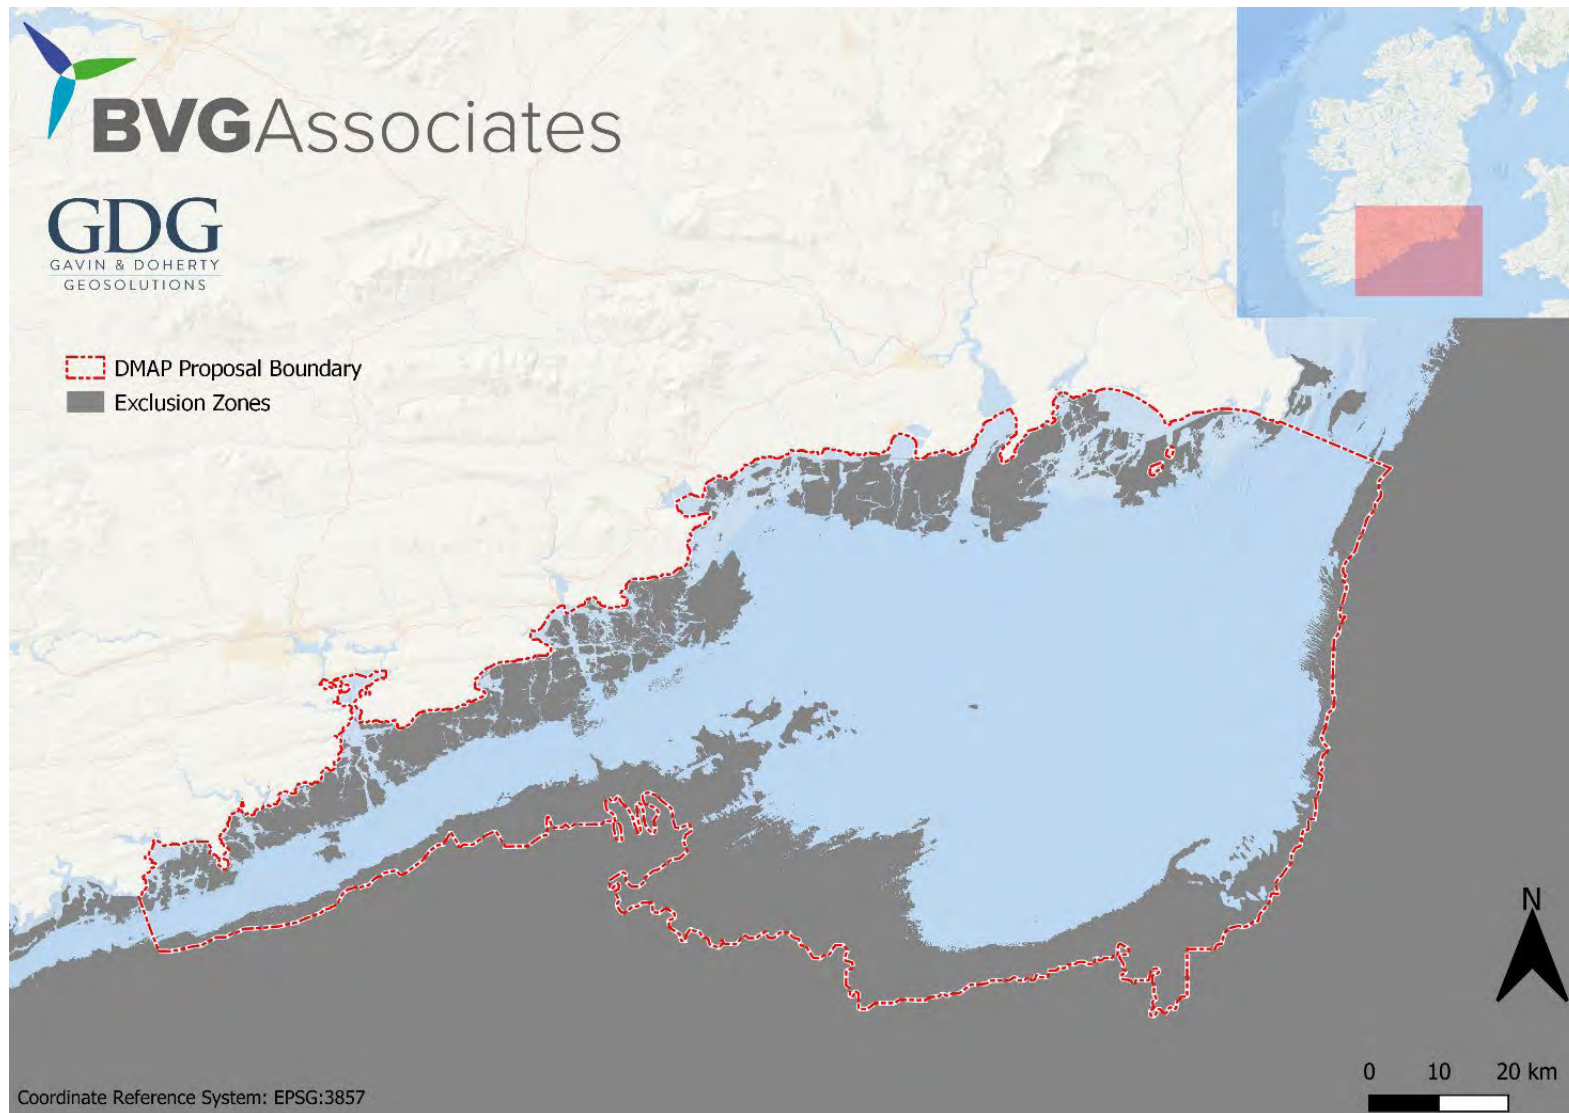 BVGAssociates
GDG
GAVIN & DOHERTY
GEOSOLUTIONS
DMAP Proposal Boundary
Exclusion Zones
N
0 10 20 km
Coordinate Reference System: EPSG:3857